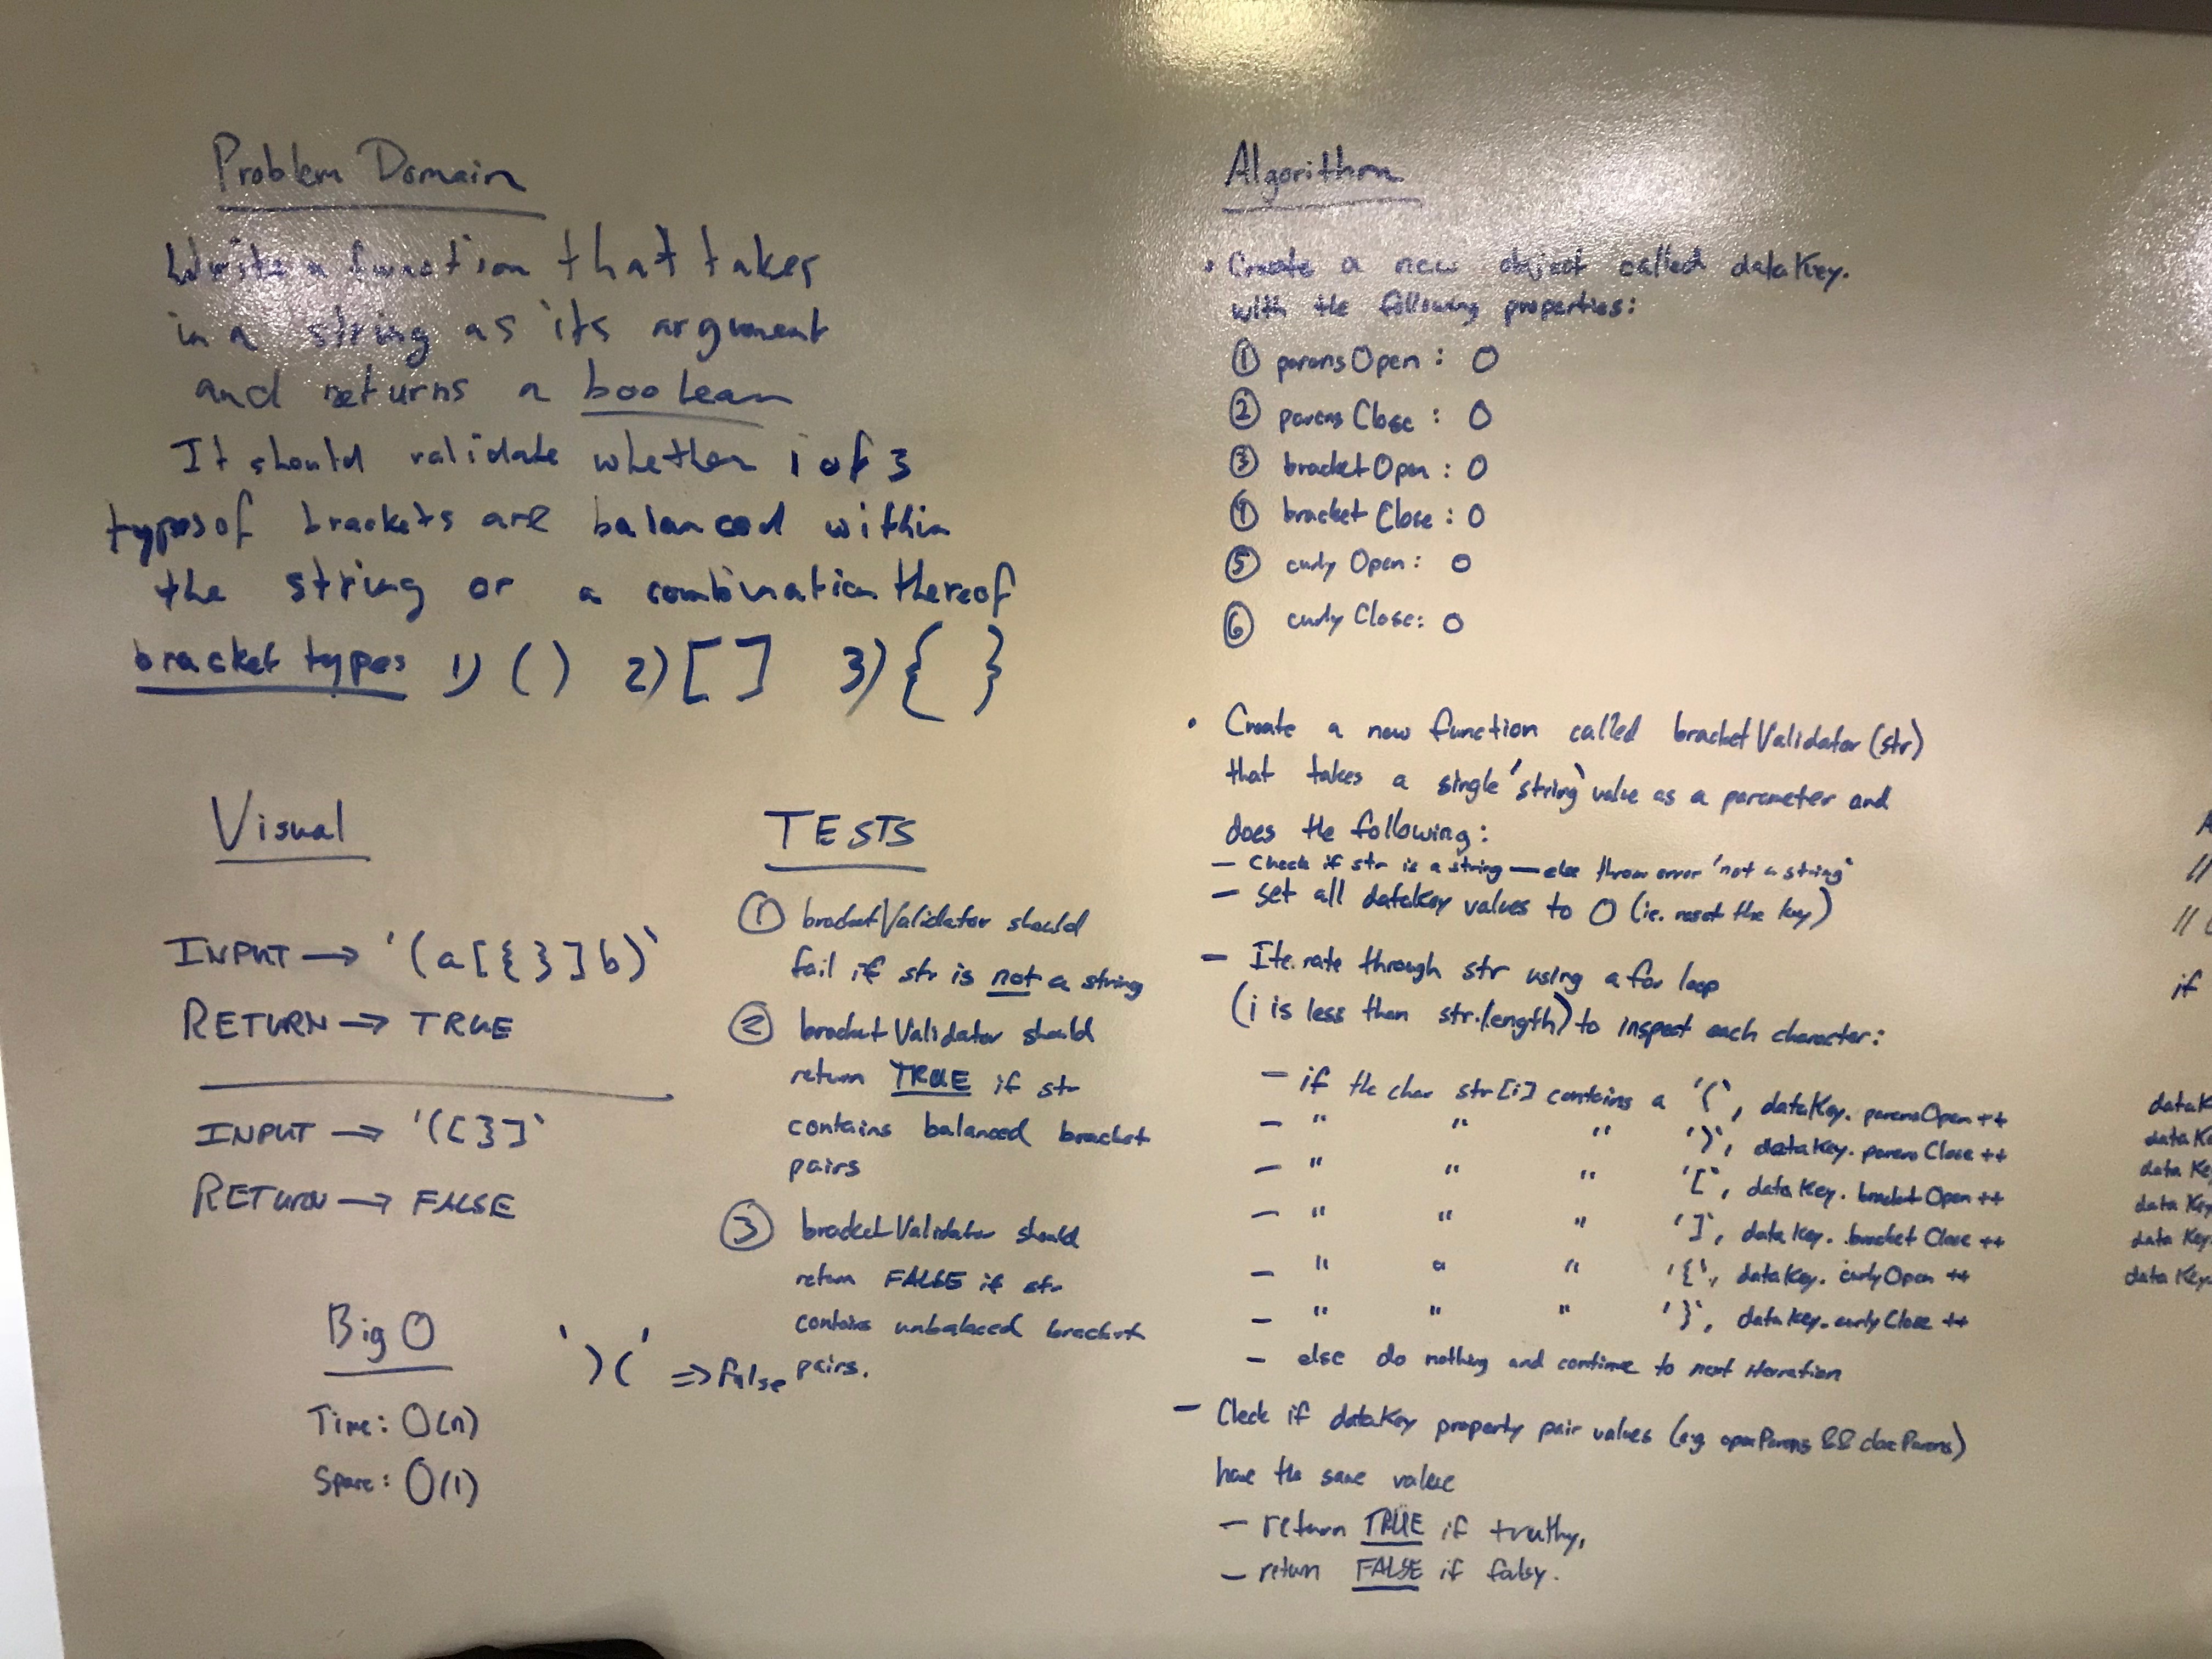 Problem Domain
Write a function that takes
in a string as its argument
and returns a boolean
It should validate whether 1 of 3
types of brackets are balanced within
the string or a combination thereof
bracket types 1) ( ) 2) [ ] 3) { }
Visual
INPUT → '(a[{}]b)'
RETURN → TRUE
INPUT → '([}]'
RETURN → FALSE
Big O
Time: O(n)
Space: O(1)
TESTS
① bracketValidator should
fail if str is not a string
② bracketValidator should
return TRUE if str
contains balanced bracket
pairs
③ bracketValidator should
return FALSE if str
contains unbalanced bracket
pairs.
')(' => false
Algorithm
• Create a new object called dataKey.
with the following properties:
① parensOpen : 0
② parensClose : 0
③ bracketOpen : 0
④ bracketClose : 0
⑤ curlyOpen : 0
⑥ curlyClose : 0
• Create a new function called bracketValidator(str)
that takes a single 'string' value as a parameter and
does the following:
- Check if str is a string — else throw error 'not a string'
- set all dataKey values to 0 (ie. reset the key)
- Iterate through str using a for loop
(i is less than str.length) to inspect each character:
- if the char str[i] contains a '(', dataKey.parensOpen++
- " " " ')', dataKey.parensClose++
- " " " '[', dataKey.bracketOpen++
- " " " ']', dataKey.bracketClose++
- " " " '{', dataKey.curlyOpen++
- " " " '}', dataKey.curlyClose++
- else do nothing and continue to next iterration
- Check if dataKey property pair values (eg openParens && closeParens)
have the same value
- return TRUE if truthy,
- return FALSE if falsy.
//
//
if
dataK
dataKe
data Ke
data Key
data Key
data Key